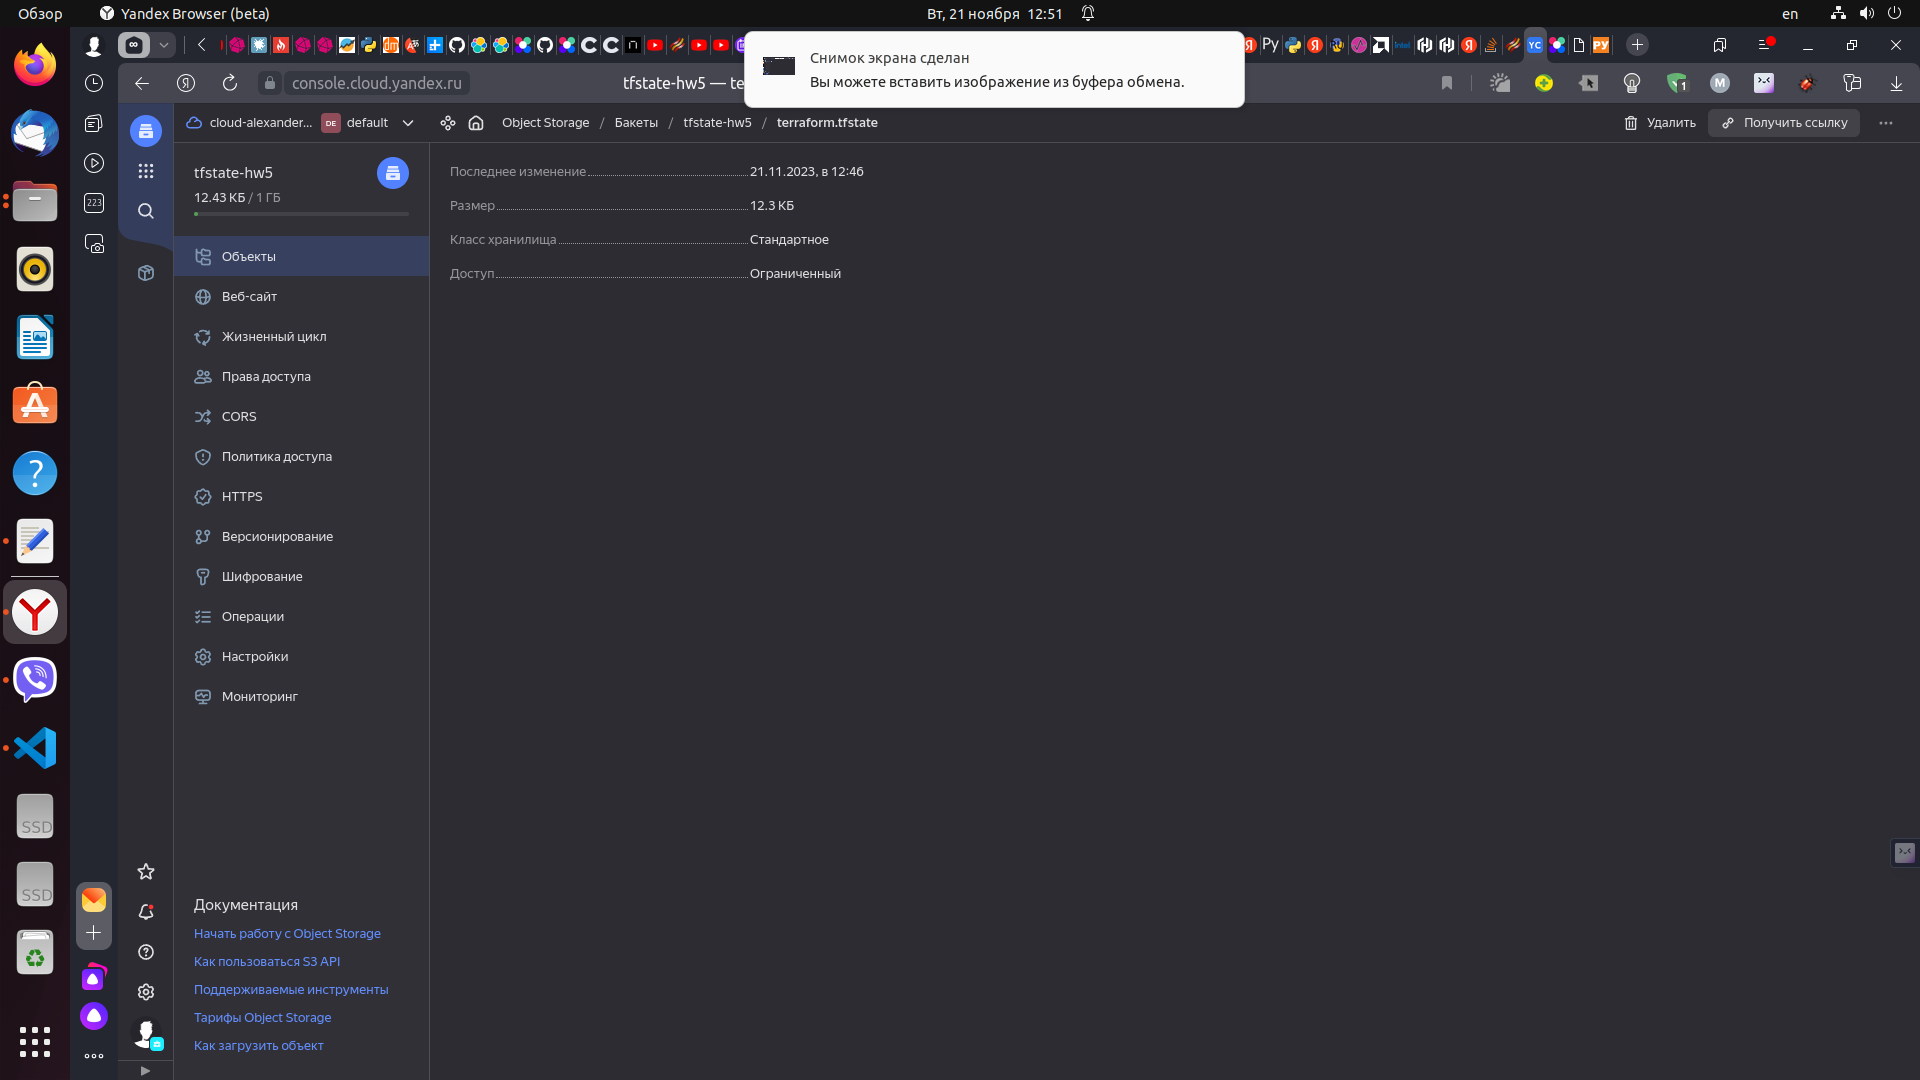 Обзор
Yandex Browser (beta)
Вт, 21 ноября 12:51
en
console.cloud.yandex.ru
tfstate-hw5 — te
Снимок экрана сделан
Вы можете вставить изображение из буфера обмена.
cloud-alexander...
DE
default
Object Storage / Бакеты / tfstate-hw5 / terraform.tfstate
Удалить
Получить ссылку
tfstate-hw5
12.43 КБ / 1 ГБ
Объекты
Веб-сайт
Жизненный цикл
Права доступа
CORS
Политика доступа
HTTPS
Версионирование
Шифрование
Операции
Настройки
Мониторинг
Последнее изменение 21.11.2023, в 12:46
Размер 12.3 КБ
Класс хранилища Стандартное
Доступ Ограниченный
Документация
Начать работу с Object Storage
Как пользоваться S3 API
Поддерживаемые инструменты
Тарифы Object Storage
Как загрузить объект
223
SSD
SSD